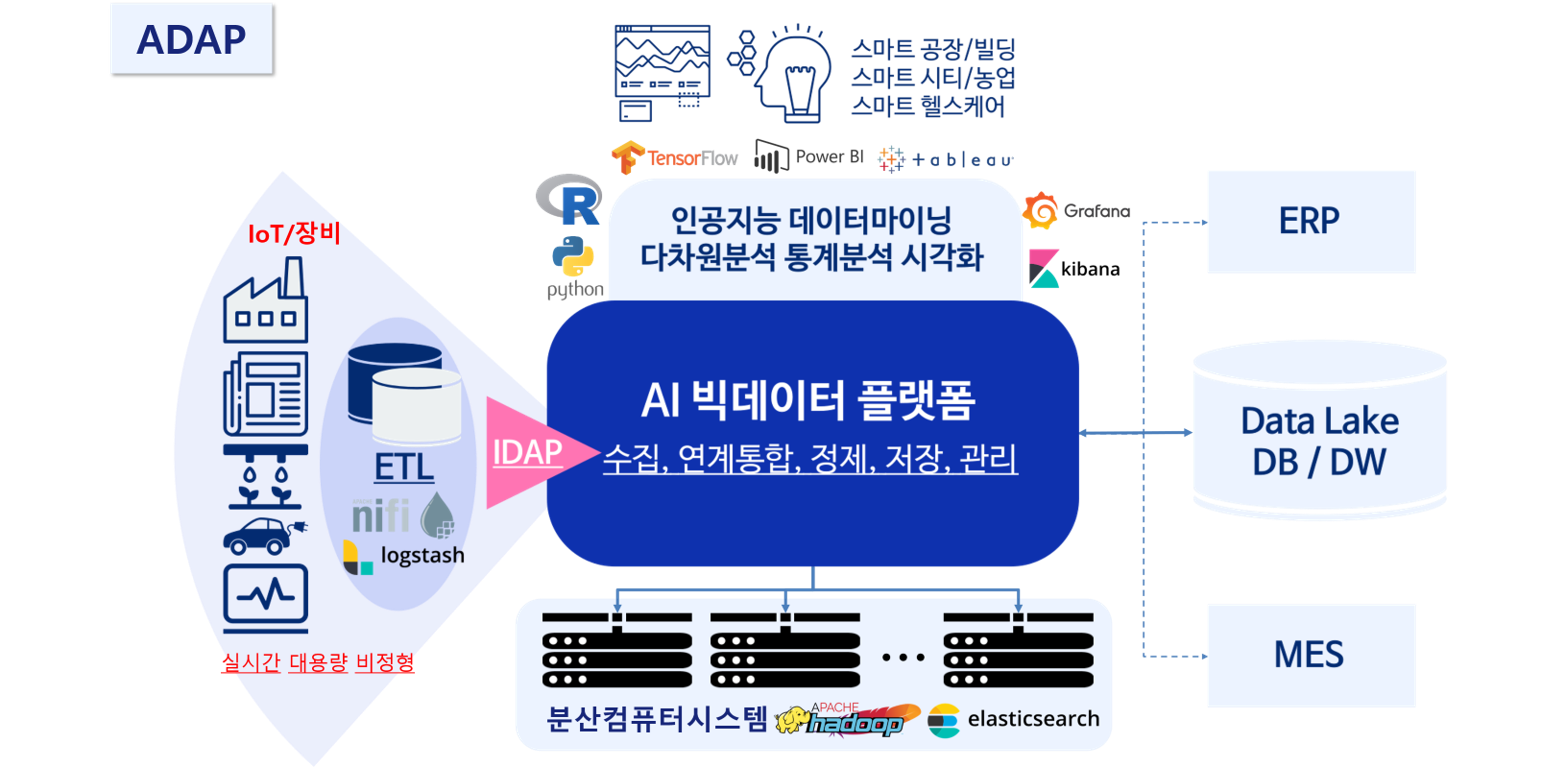 ADAP
스마트 공장/빌딩
스마트 시티/농업
스마트 헬스케어
TensorFlow
Power BI
+ableau
R
python
인공지능 데이터마이닝
다차원분석 통계분석 시각화
Grafana
kibana
IoT/장비
ETL
APACHE
nifi
logstash
실시간 대용량 비정형
IDAP
AI 빅데이터 플랫폼
수집, 연계통합, 정제, 저장, 관리
ERP
Data Lake
DB / DW
MES
분산컴퓨터시스템
APACHE
hadoop
elasticsearch